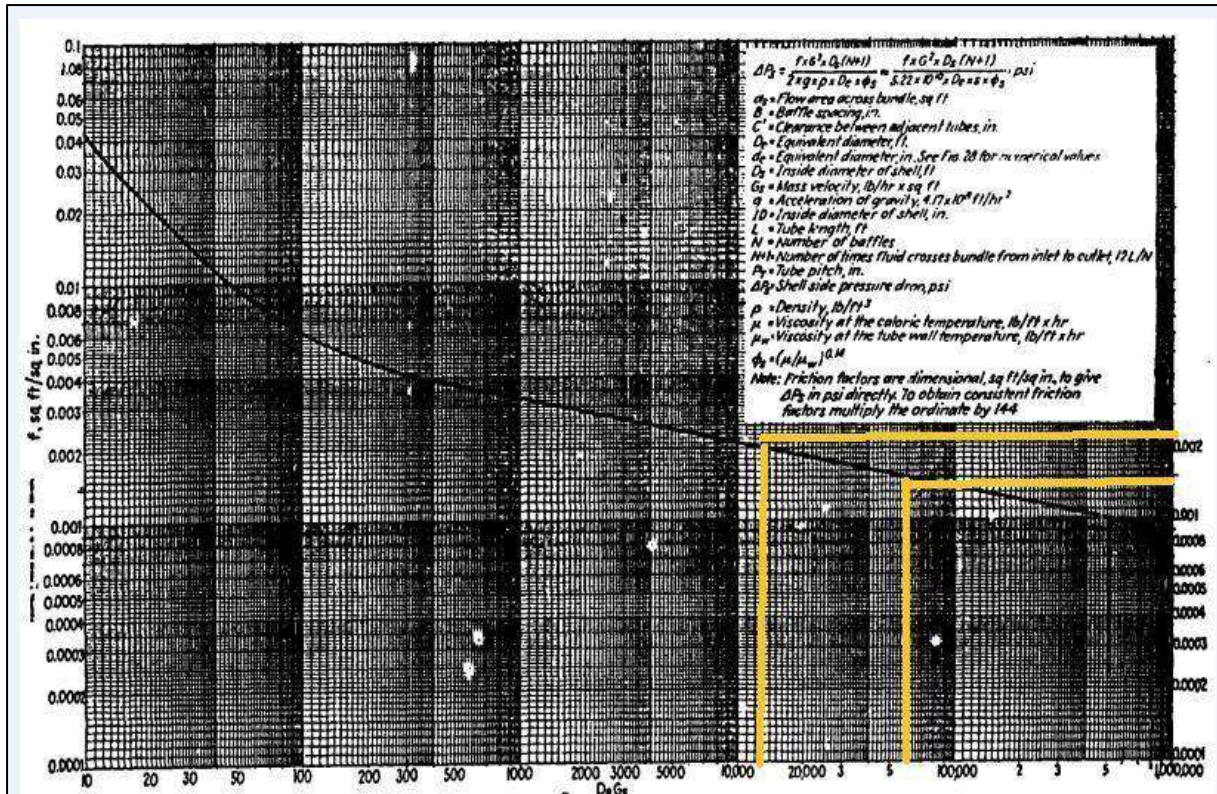 0.1
0.08
0.06
0.05
0.04
0.03
0.02
0.01
0.008
0.006
0.005
0.004
0.003
0.002
0.001
0.0008
0.0006
0.0005
0.0004
0.0003
0.0002
0.0001
f, sq ft/sq in.
ΔPs = f x G² x Ds (N+1) / 2 x g x ρ x De x ϕs = f x G² x Ds (N+1) / 5.22 x 10¹⁰ x De x s x ϕs , psi
as = Flow area across bundle, sq ft
B = Baffle spacing, in.
C' = Clearance between adjacent tubes, in.
De = Equivalent diameter, ft.
de = Equivalent diameter, in. See Fig. 28 for numerical values
Ds = Inside diameter of shell, ft
Gs = Mass velocity, lb/hr x sq ft
g = Acceleration of gravity, 4.17 x 10⁸ ft/hr²
ID = Inside diameter of shell, in.
L = Tube length, ft
N = Number of baffles
N+1 = Number of times fluid crosses bundle from inlet to outlet, 12 L/N
PT = Tube pitch, in.
ΔPs = Shell side pressure drop, psi
ρ = Density, lb/ft³
μ = Viscosity at the caloric temperature, lb/ft x hr
μw = Viscosity at the tube wall temperature, lb/ft x hr
ϕs = (μ/μw)^0.14
Note: Friction factors are dimensional, sq ft/sq in., to give
ΔPs in psi directly. To obtain consistent friction
factors multiply the ordinate by 144
0.002
0.001
0.0008
0.0006
0.0005
0.0004
0.0003
0.0002
0.0001
10 20 30 50 100 200 300 500 1000 2000 3000 5000 10,000 20,000 3 5 100,000 2 3 5 1,000,000
DeGs